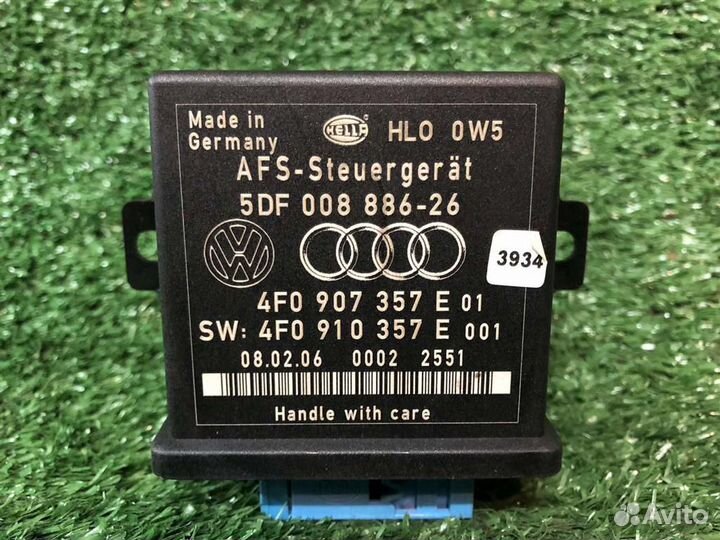 Made in
Germany
HELLA
HLO 0W5
AFS-Steuergerät
5DF 008 886-26
3934
4F0 907 357 E 01
SW: 4F0 910 357 E 001
08.02.06 0002 2551
Handle with care
Avito